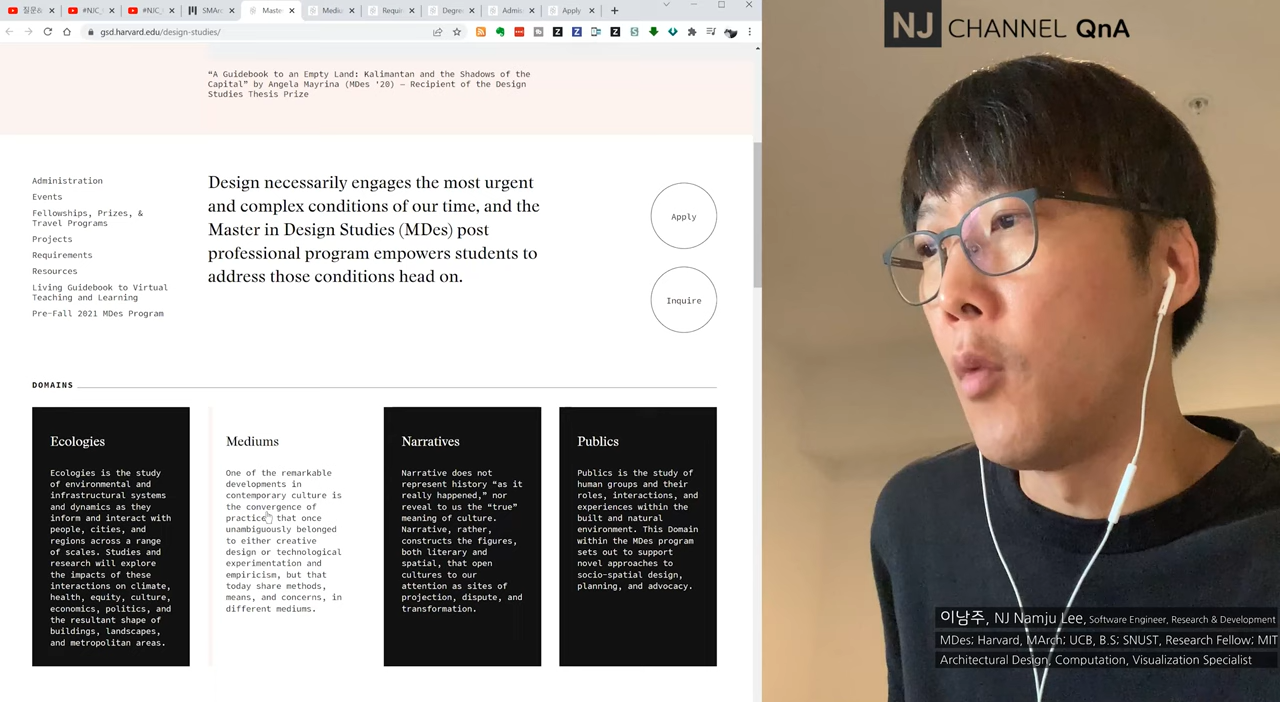 질문&
#NJC_
#NJC_
SMArc
Maste
Mediu
Requir
Degre
Admis
Apply
gsd.harvard.edu/design-studies/
"A Guidebook to an Empty Land: Kalimantan and the Shadows of the
Capital" by Angela Mayrina (MDes '20) – Recipient of the Design
Studies Thesis Prize
Administration
Events
Fellowships, Prizes, &
Travel Programs
Projects
Requirements
Resources
Living Guidebook to Virtual
Teaching and Learning
Pre-Fall 2021 MDes Program
Design necessarily engages the most urgent
and complex conditions of our time, and the
Master in Design Studies (MDes) post
professional program empowers students to
address those conditions head on.
Apply
Inquire
DOMAINS
Ecologies
Ecologies is the study
of environmental and
infrastructural systems
and dynamics as they
inform and interact with
people, cities, and
regions across a range
of scales. Studies and
research will explore
the impacts of these
interactions on climate,
health, equity, culture,
economics, politics, and
the resultant shape of
buildings, landscapes,
and metropolitan areas.
Mediums
One of the remarkable
developments in
contemporary culture is
the convergence of
practices that once
unambiguously belonged
to either creative
design or technological
experimentation and
empiricism, but that
today share methods,
means, and concerns, in
different mediums.
Narratives
Narrative does not
represent history "as it
really happened," nor
reveal to us the "true"
meaning of culture.
Narrative, rather,
constructs the figures,
both literary and
spatial, that open
cultures to our
attention as sites of
projection, dispute, and
transformation.
Publics
Publics is the study of
human groups and their
roles, interactions, and
experiences within the
built and natural
environment. This Domain
within the MDes program
sets out to support
novel approaches to
socio-spatial design,
planning, and advocacy.
NJ CHANNEL QnA
이남주, NJ Namju Lee, Software Engineer, Research & Development
MDes; Harvard, MArch; UCB, B.S; SNUST, Research Fellow; MIT
Architectural Design, Computation, Visualization Specialist